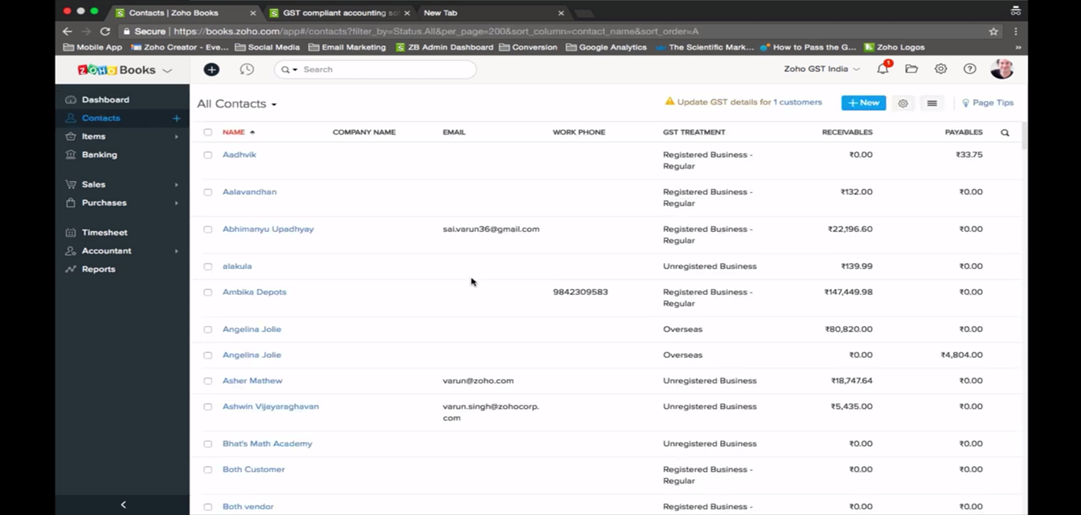 Contacts | Zoho Books
GST compliant accounting so
New Tab
Secure | https://books.zoho.com/app#/contacts?filter_by=Status.All&per_page=200&sort_column=contact_name&sort_order=A
Mobile App
Zoho Creator - Eve...
Social Media
Email Marketing
ZB Admin Dashboard
Conversion
Google Analytics
The Scientific Mark...
How to Pass the G...
Zoho Logos
»
ZOHO Books
Search
Zoho GST India
1
Dashboard
Contacts
Items
Banking
Sales
Purchases
Timesheet
Accountant
Reports
All Contacts
Update GST details for 1 customers
+ New
Page Tips
NAME COMPANY NAME EMAIL WORK PHONE GST TREATMENT RECEIVABLES PAYABLES
Aadhvik Registered Business - ₹0.00 ₹33.75
Regular
Aalavandhan Registered Business - ₹132.00 ₹0.00
Regular
Abhimanyu Upadhyay sai.varun36@gmail.com Registered Business - ₹22,196.60 ₹0.00
Regular
alakula Unregistered Business ₹139.99 ₹0.00
Ambika Depots 9842309583 Registered Business - ₹147,449.98 ₹0.00
Regular
Angelina Jolie Overseas ₹80,820.00 ₹0.00
Angelina Jolie Overseas ₹0.00 ₹4,804.00
Asher Mathew varun@zoho.com Unregistered Business ₹18,747.64 ₹0.00
Ashwin Vijayaraghavan varun.singh@zohocorp. Unregistered Business ₹5,435.00 ₹0.00
com
Bhat's Math Academy Unregistered Business ₹0.00 ₹0.00
Both Customer Registered Business - ₹0.00 ₹0.00
Regular
Both vendor Registered Business - ₹0.00 ₹0.00